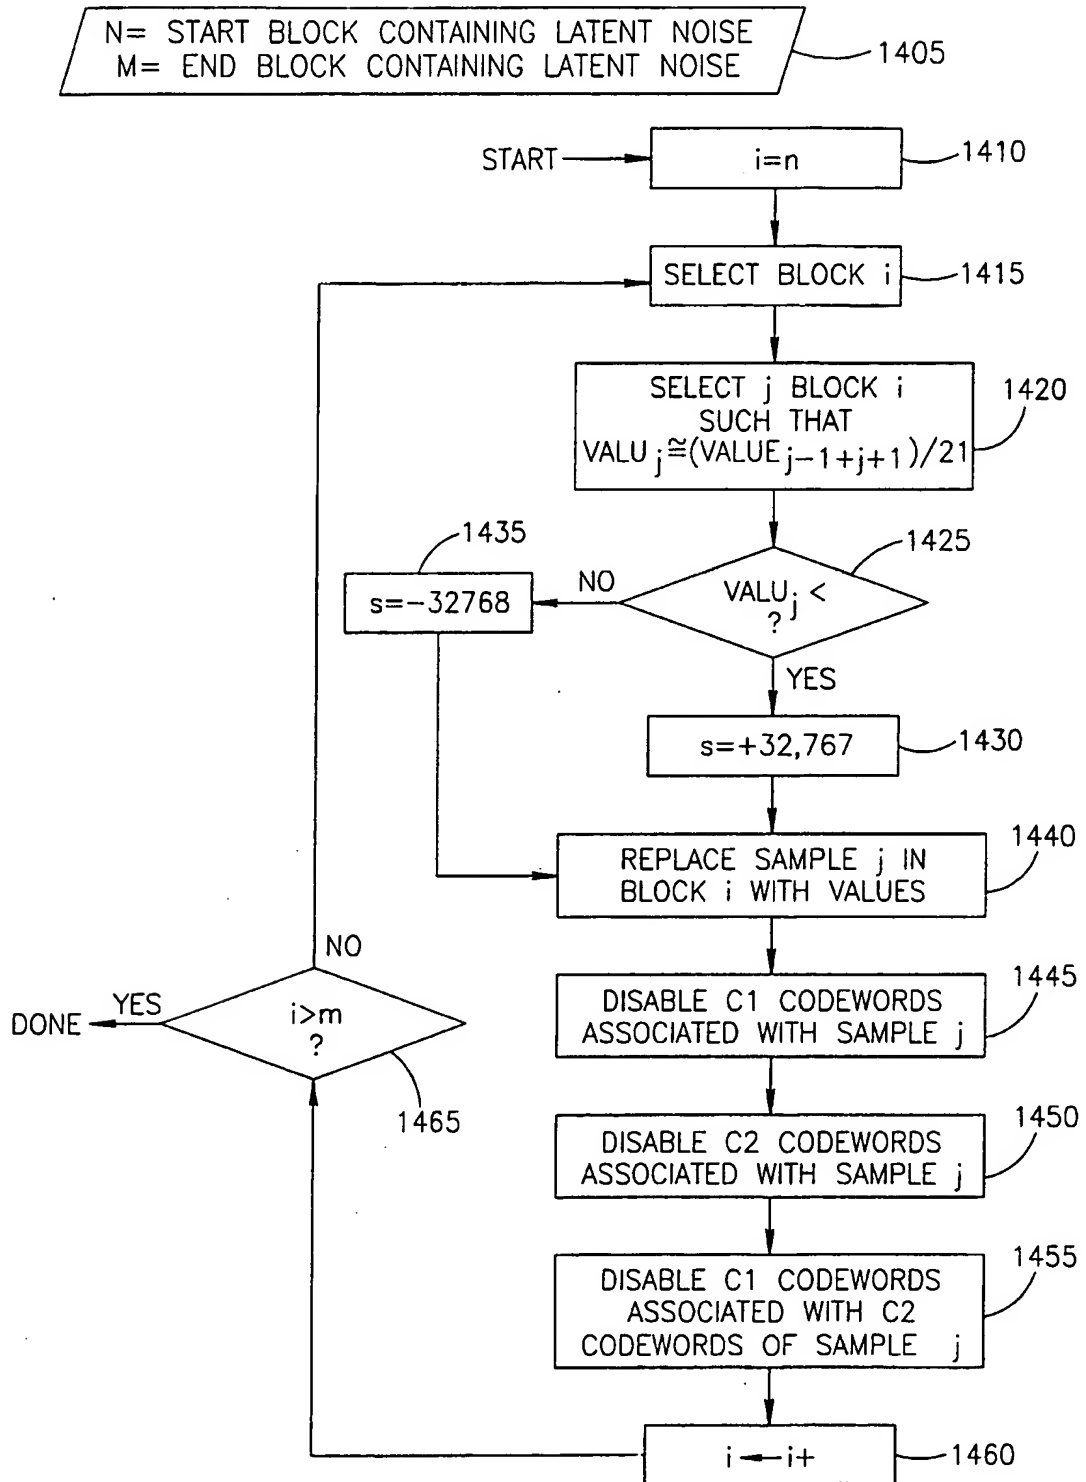 N= START BLOCK CONTAINING LATENT NOISE
M= END BLOCK CONTAINING LATENT NOISE
1405
START
i=n
1410
SELECT BLOCK i
1415
SELECT j BLOCK i
SUCH THAT
VALU j≅(VALUE j-1+j+1)/21
1420
1435
s=-32768
NO
VALU j <
?
1425
YES
s=+32,767
1430
REPLACE SAMPLE j IN
BLOCK i WITH VALUES
1440
DISABLE C1 CODEWORDS
ASSOCIATED WITH SAMPLE j
1445
NO
YES
DONE
i>m
?
1465
DISABLE C2 CODEWORDS
ASSOCIATED WITH SAMPLE j
1450
DISABLE C1 CODEWORDS
ASSOCIATED WITH C2
CODEWORDS OF SAMPLE j
1455
i ← i+
1460